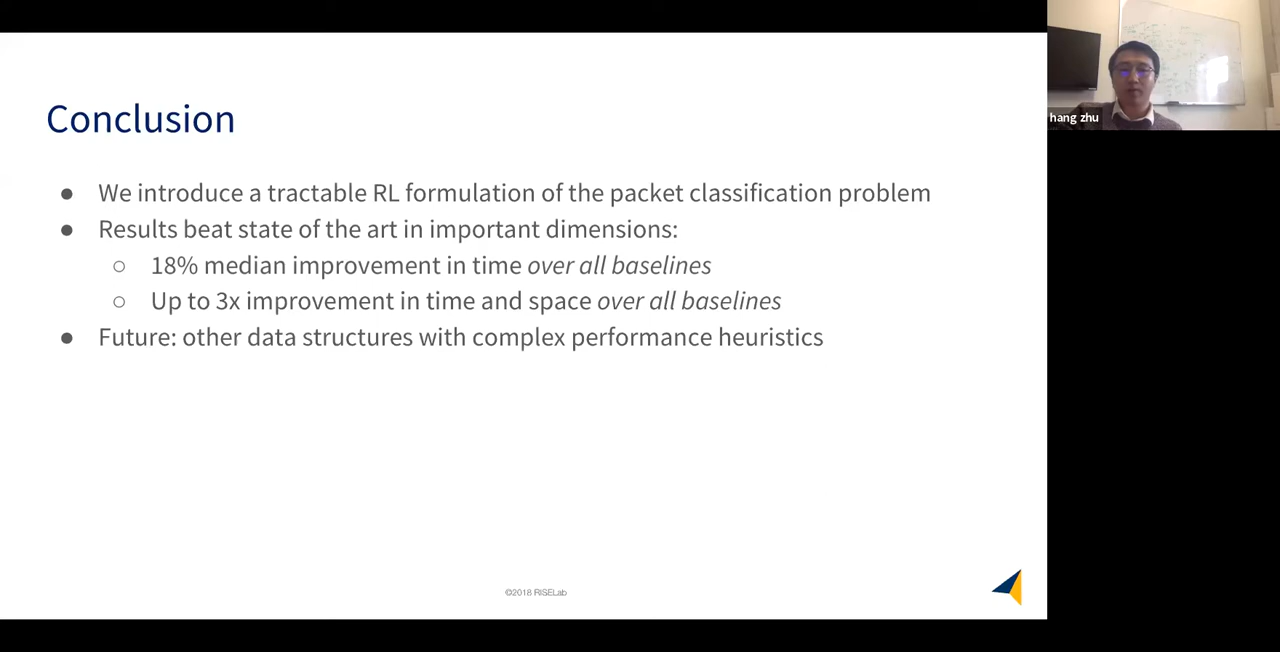 Conclusion
● We introduce a tractable RL formulation of the packet classification problem
● Results beat state of the art in important dimensions:
○ 18% median improvement in time over all baselines
○ Up to 3x improvement in time and space over all baselines
● Future: other data structures with complex performance heuristics
©2018 RISELab
hang zhu